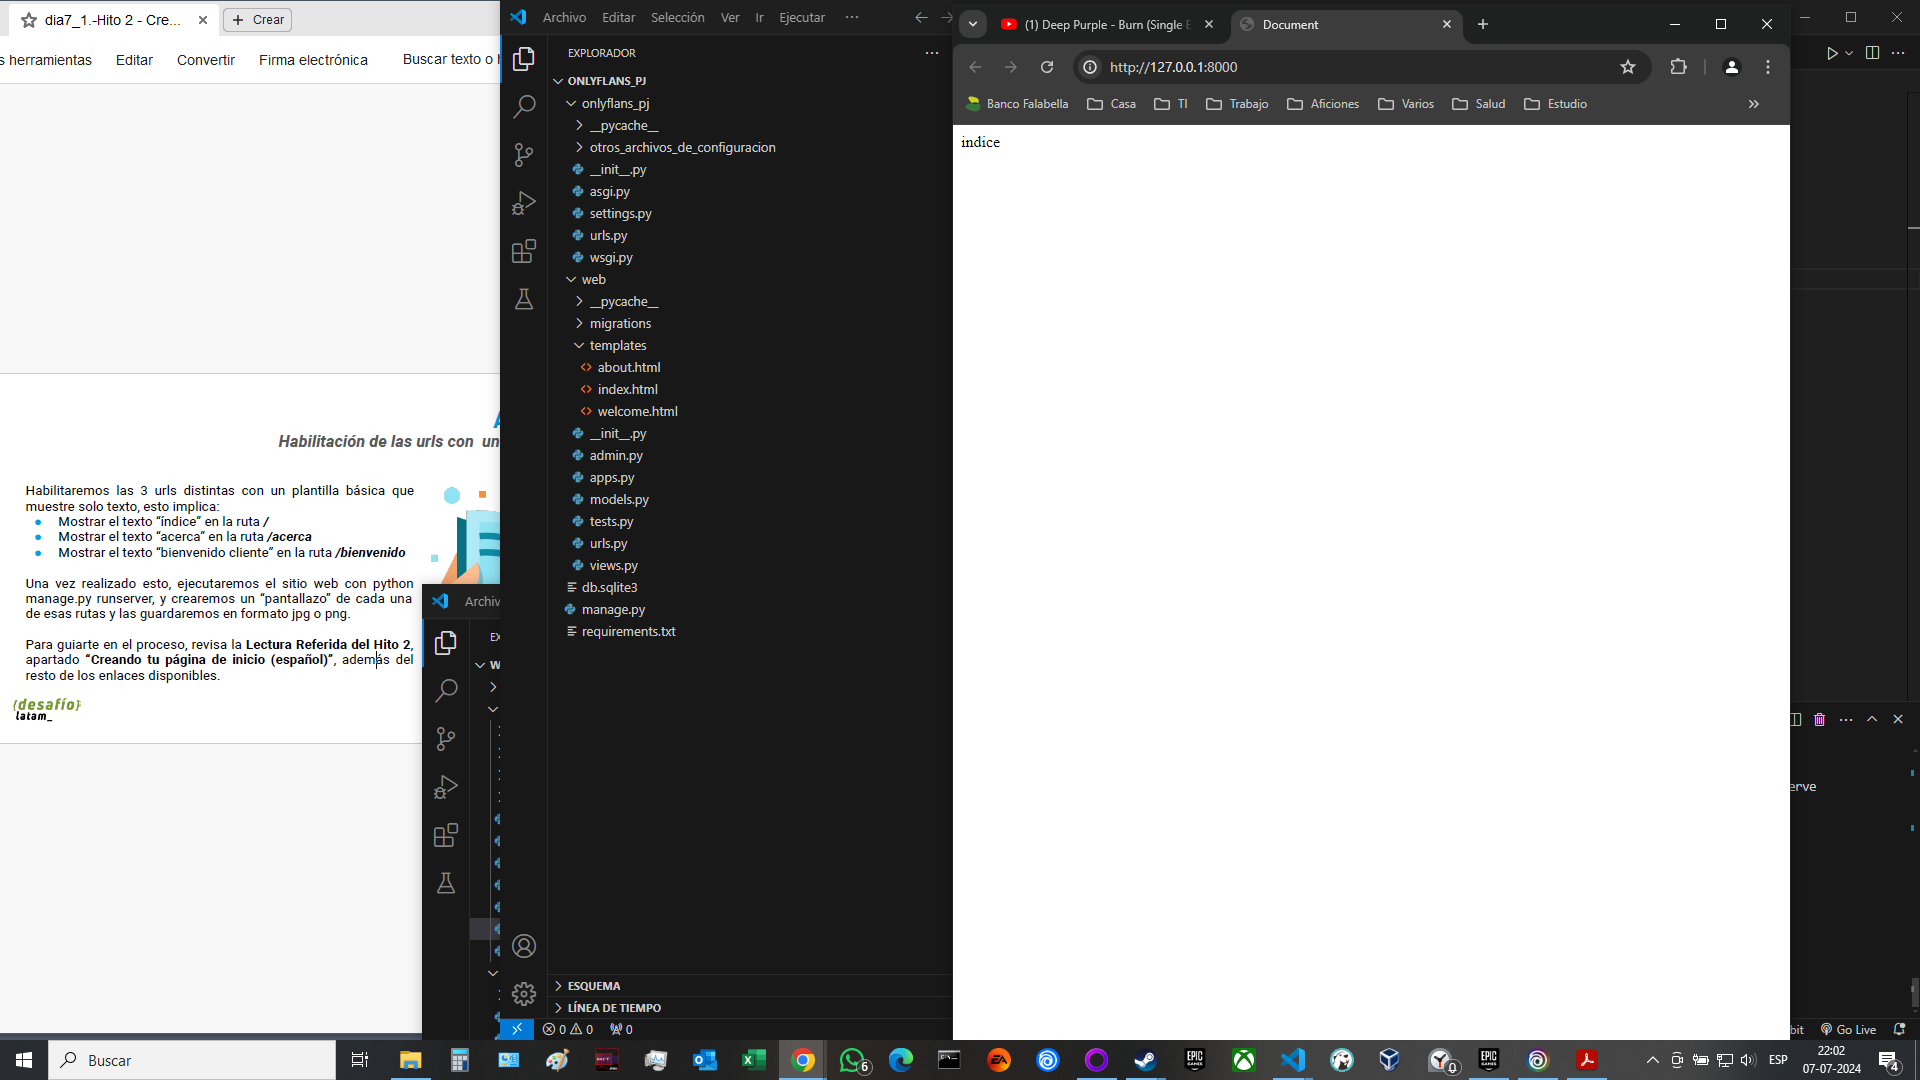 dia7_1.-Hito 2 - Cre...
Crear
s herramientas
Editar
Convertir
Firma electrónica
Buscar texto o h
Habilitación de las urls con un
Habilitaremos las 3 urls distintas con un plantilla básica que
muestre solo texto, esto implica:
Mostrar el texto “índice” en la ruta /
Mostrar el texto “acerca” en la ruta /acerca
Mostrar el texto “bienvenido cliente” en la ruta /bienvenido
Una vez realizado esto, ejecutaremos el sitio web con python
manage.py runserver, y crearemos un “pantallazo” de cada una
de esas rutas y las guardaremos en formato jpg o png.
Para guiarte en el proceso, revisa la Lectura Referida del Hito 2,
apartado “Creando tu página de inicio (español)”, además del
resto de los enlaces disponibles.
{desafío}
latam_
Archiv
EX
W
Archivo
Editar
Selección
Ver
Ir
Ejecutar
EXPLORADOR
ONLYFLANS_PJ
onlyflans_pj
__pycache__
otros_archivos_de_configuracion
__init__.py
asgi.py
settings.py
urls.py
wsgi.py
web
__pycache__
migrations
templates
about.html
index.html
welcome.html
__init__.py
admin.py
apps.py
models.py
tests.py
urls.py
views.py
db.sqlite3
manage.py
requirements.txt
ESQUEMA
LÍNEA DE TIEMPO
0 0 0
(1) Deep Purple - Burn (Single E
Document
http://127.0.0.1:8000
Banco Falabella
Casa
TI
Trabajo
Aficiones
Varios
Salud
Estudio
indice
erve
bit
Go Live
Buscar
6
ESP
22:02
07-07-2024
4